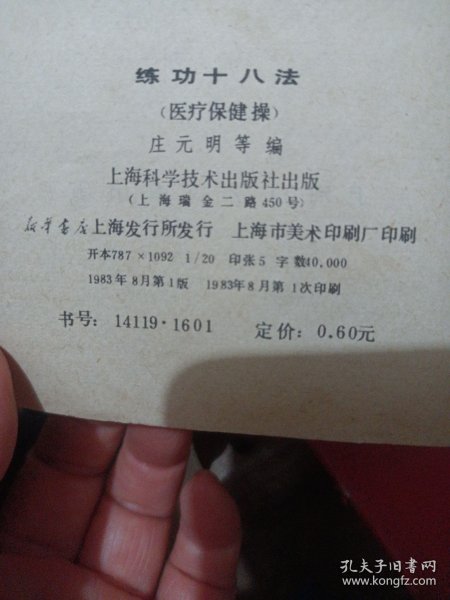 练功十八法
(医疗保健操)
庄元明等编
上海科学技术出版社出版
(上海瑞金二路450号)
新华书店上海发行所发行 上海市美术印刷厂印刷
开本787×1092 1/20 印张5 字数40,000
1983年8月第1版 1983年8月第1次印刷
书号：14119·1601 定价：0.60元
孔夫子旧书网
www.kongfz.com